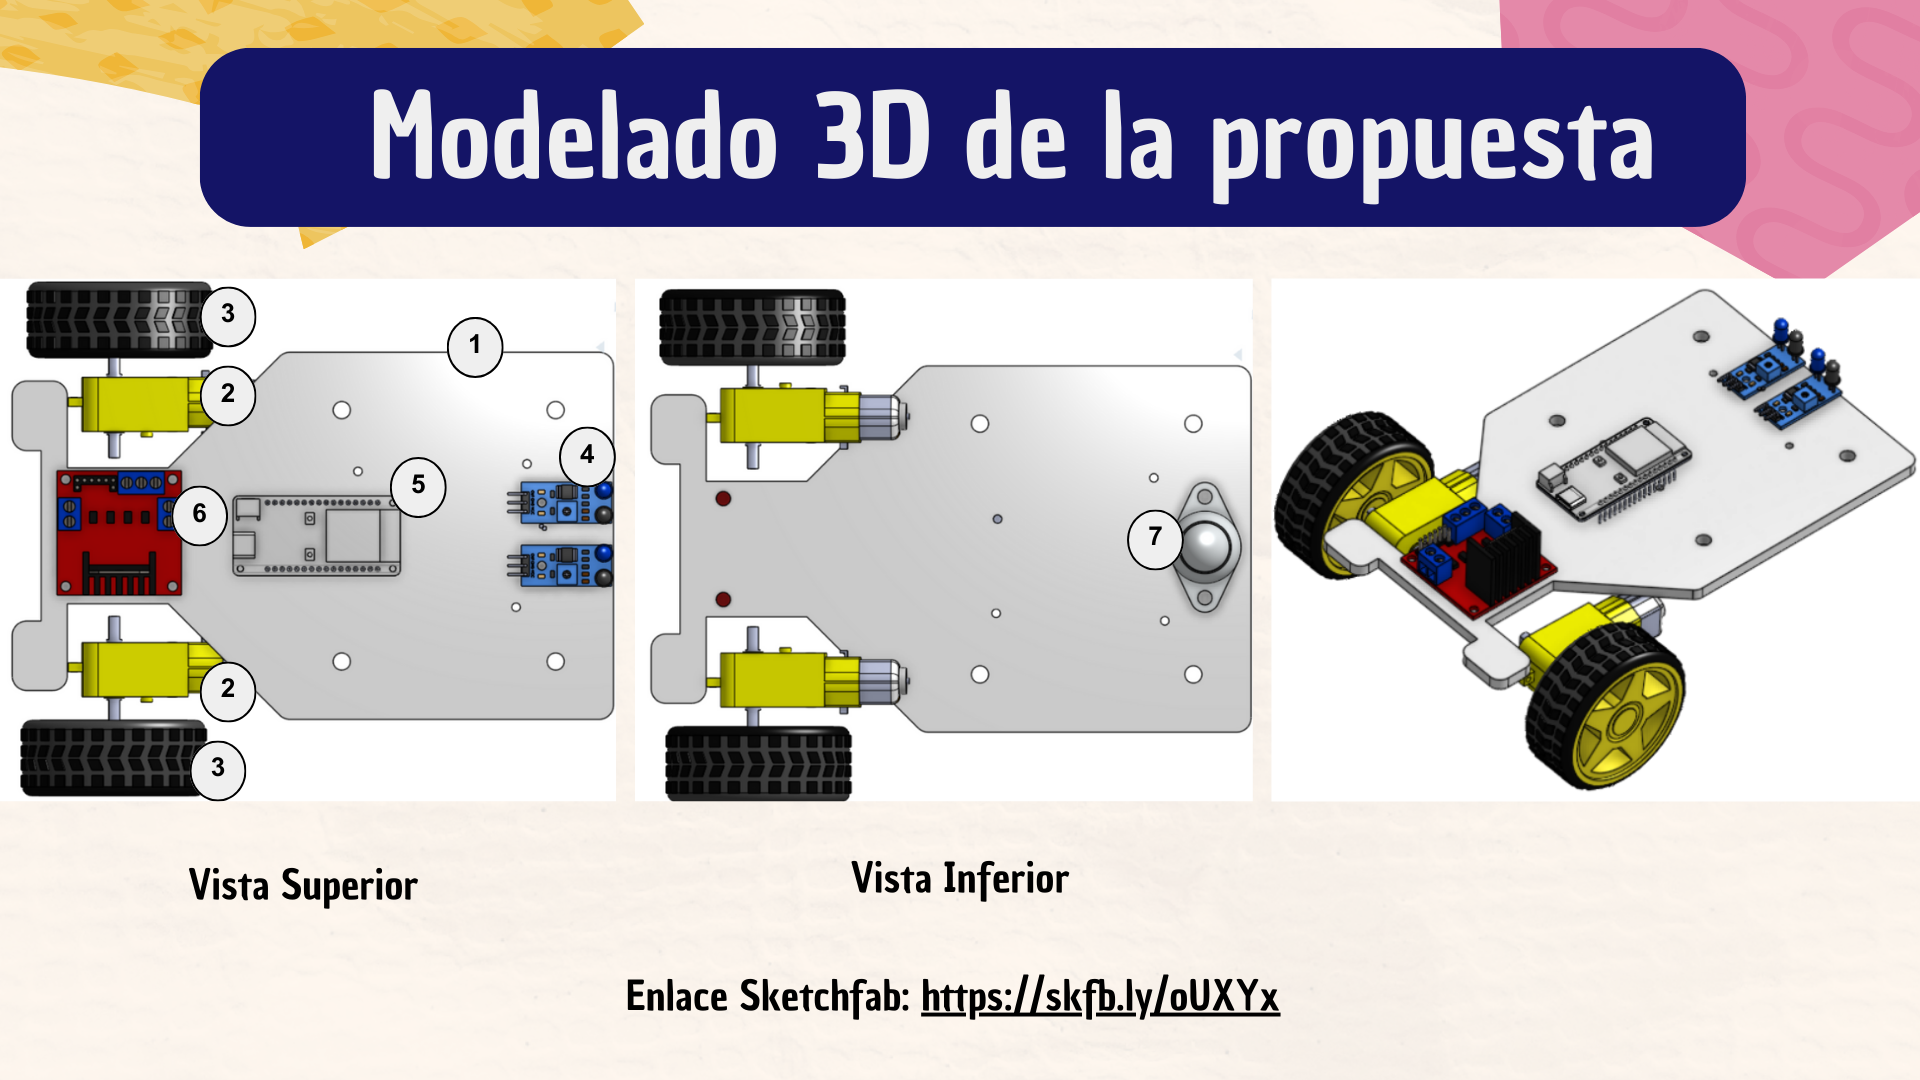 Modelado 3D de la propuesta
3
1
2
4
5
6
7
2
3
Vista Superior
Vista Inferior
Enlace Sketchfab: https://skfb.ly/oUXYx